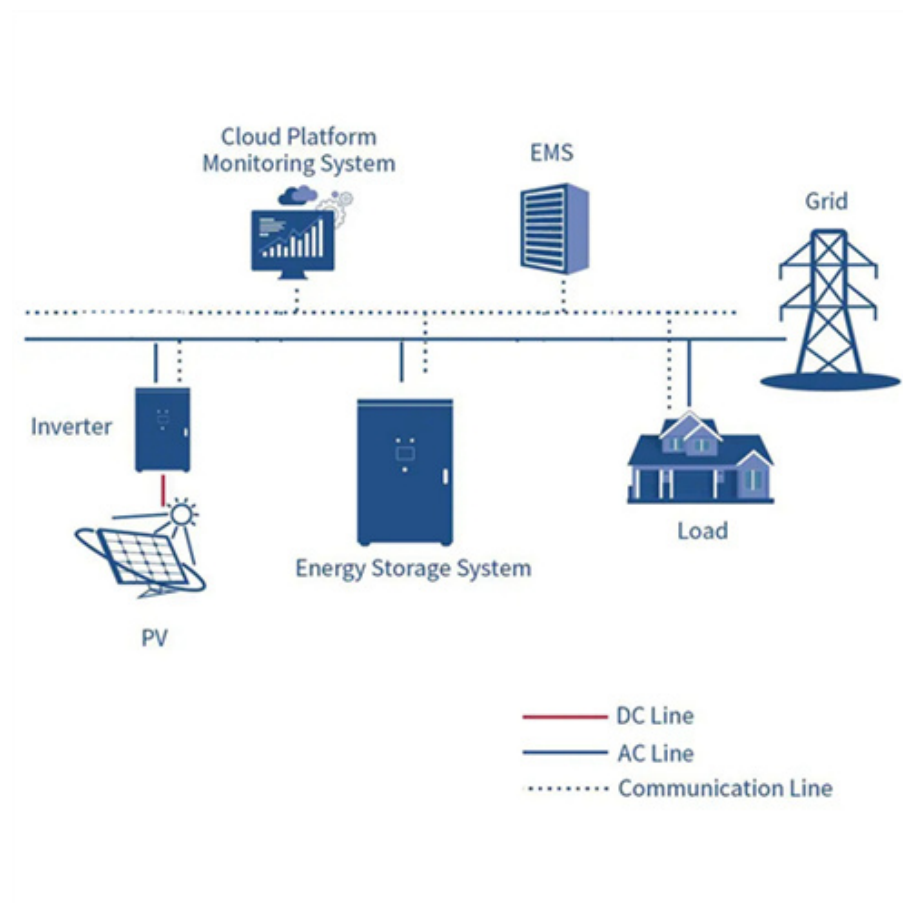 Cloud Platform
Monitoring System
EMS
Grid
Inverter
Load
Energy Storage System
PV
DC Line
AC Line
Communication Line